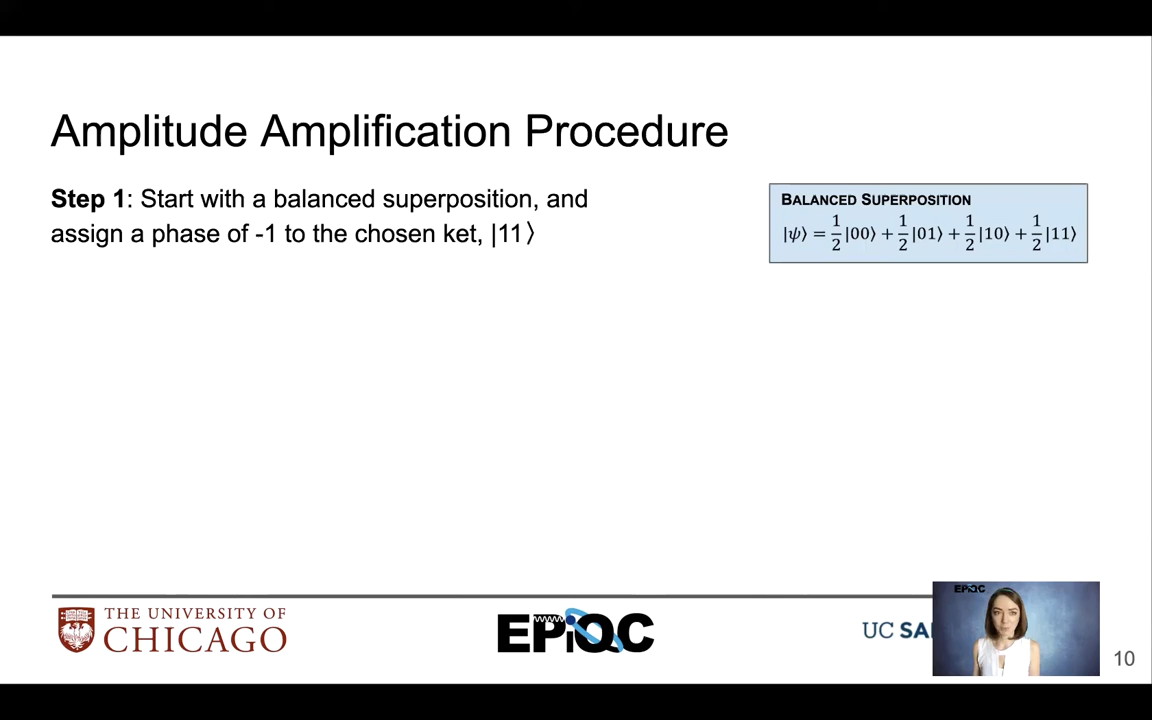 Amplitude Amplification Procedure
Step 1: Start with a balanced superposition, and
assign a phase of -1 to the chosen ket, |11⟩
BALANCED SUPERPOSITION
|ψ⟩ = 1/2 |00⟩ + 1/2 |01⟩ + 1/2 |10⟩ + 1/2 |11⟩
THE UNIVERSITY OF
CHICAGO
EPiQC
UC SA
EPiQC
10